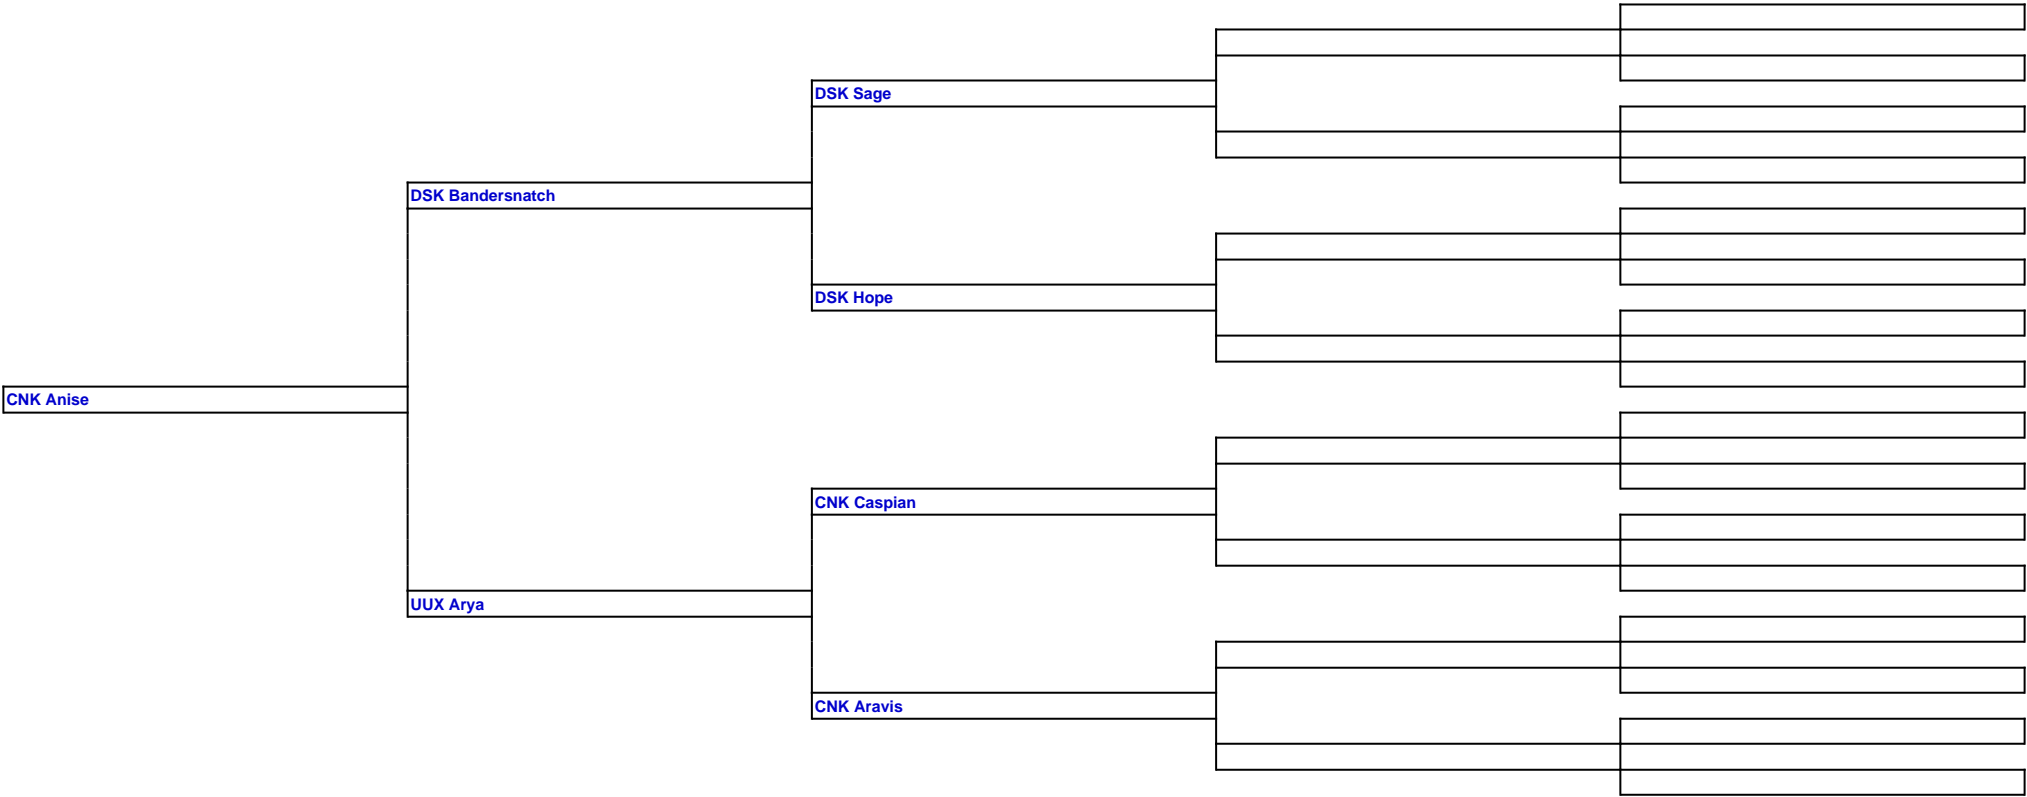 DSK Sage
DSK Bandersnatch
DSK Hope
CNK Anise
CNK Caspian
UUX Arya
CNK Aravis